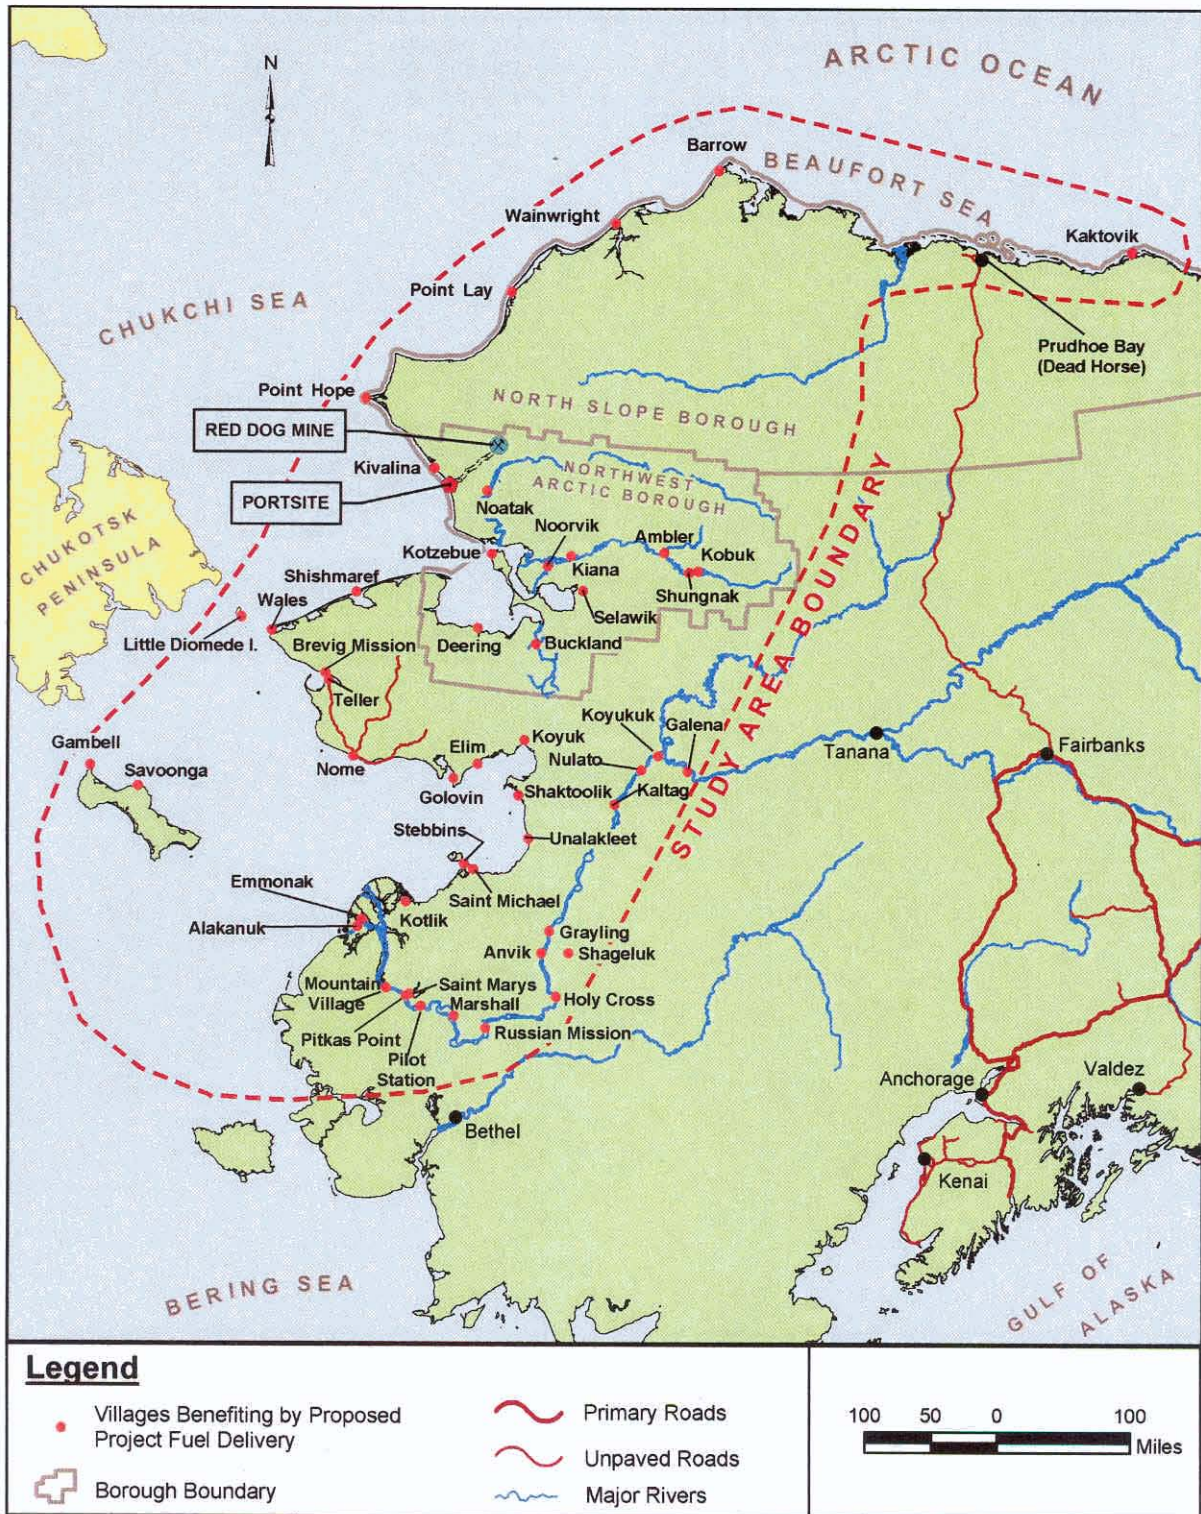 ARCTIC OCEAN
N
Barrow
BEAUFORT SEA
Wainwright
Kaktovik
Point Lay
CHUKCHI SEA
Prudhoe Bay
(Dead Horse)
Point Hope
NORTH SLOPE BOROUGH
RED DOG MINE
Kivalina
NORTHWEST
ARCTIC BOROUGH
PORTSITE
Noatak
CHUKOTSK
PENINSULA
Noorvik
Ambler
Kotzebue
Kobuk
Kiana
Shishmaref
Shungnak
Wales
Selawik
Little Diomede I.
Brevig Mission
Deering
Buckland
STUDY AREA BOUNDARY
Teller
Koyukuk
Galena
Gambell
Elim
Koyuk
Tanana
Fairbanks
Savoonga
Nome
Nulato
Golovin
Shaktoolik
Kaltag
Stebbins
Unalakleet
Emmonak
Saint Michael
Kotlik
Alakanuk
Grayling
Anvik
Shageluk
Mountain
Village
Saint Marys
Marshall
Holy Cross
Pitkas Point
Russian Mission
Pilot
Station
Anchorage
Valdez
Bethel
Kenai
BERING SEA
GULF OF
ALASKA
Legend
Villages Benefiting by Proposed
Project Fuel Delivery
Borough Boundary
Primary Roads
Unpaved Roads
Major Rivers
100 50 0 100
Miles